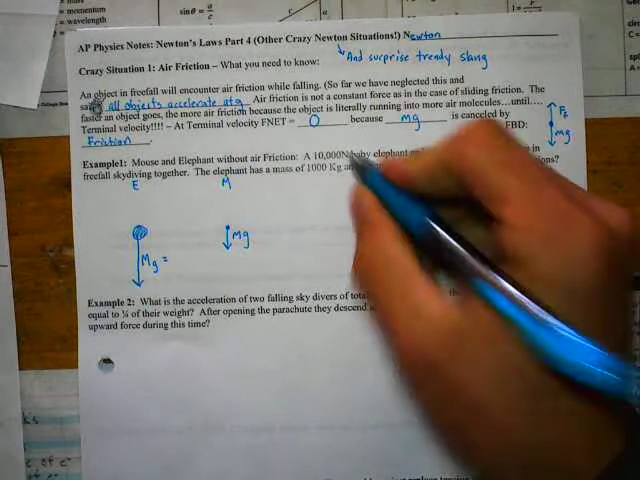 = momentum
= wavelength
sin θ = a/c
AP Physics Notes: Newton's Laws Part 4 (Other Crazy Newton Situations!) Newton
And surprise trendy slang
Crazy Situation 1: Air Friction – What you need to know:
An object in freefall will encounter air friction while falling. (So far we have neglected this and
all objects accelerate at g Air friction is not a constant force as in the case of sliding friction. The
faster an object goes, the more air friction because the object is literally running into more air molecules…until….
Terminal velocity!!!! – At Terminal velocity FNET = 0 because mg is canceled by
Friction. FBD:
mg
Example1: Mouse and Elephant without air Friction: A 10,000N baby elephant in
freefall skydiving together. The elephant has a mass of 1000 Kg
E M
Mg = mg
Example 2: What is the acceleration of two falling sky divers of
equal to ¼ of their weight? After opening the parachute they descend
upward force during this time?